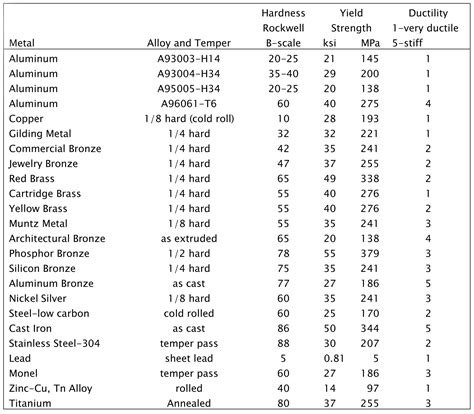 Hardness Yield Ductility
Rockwell Strength 1-very ductile
Metal Alloy and Temper B-scale ksi MPa 5-stiff
Aluminum A93003-H14 20-25 21 145 1
Aluminum A93004-H34 35-40 29 200 1
Aluminum A95005-H34 20-25 20 138 1
Aluminum A96061-T6 60 40 275 4
Copper 1/8 hard (cold roll) 10 28 193 1
Gilding Metal 1/4 hard 32 32 221 1
Commercial Bronze 1/4 hard 42 35 241 2
Jewelry Bronze 1/4 hard 47 37 255 2
Red Brass 1/4 hard 65 49 338 2
Cartridge Brass 1/4 hard 55 40 276 1
Yellow Brass 1/4 hard 55 40 276 2
Muntz Metal 1/8 hard 55 35 241 3
Architectural Bronze as extruded 65 20 138 4
Phosphor Bronze 1/2 hard 78 55 379 3
Silicon Bronze 1/4 hard 75 35 241 3
Aluminum Bronze as cast 77 27 186 5
Nickel Silver 1/8 hard 60 35 241 3
Steel-low carbon cold rolled 60 25 170 2
Cast Iron as cast 86 50 344 5
Stainless Steel-304 temper pass 88 30 207 2
Lead sheet lead 5 0.81 5 1
Monel temper pass 60 27 186 3
Zinc-Cu, Tn Alloy rolled 40 14 97 1
Titanium Annealed 80 37 255 3